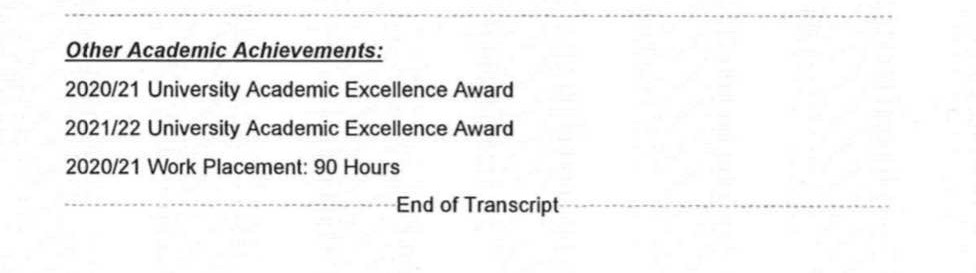 Other Academic Achievements:
2020/21 University Academic Excellence Award
2021/22 University Academic Excellence Award
2020/21 Work Placement: 90 Hours
End of Transcript